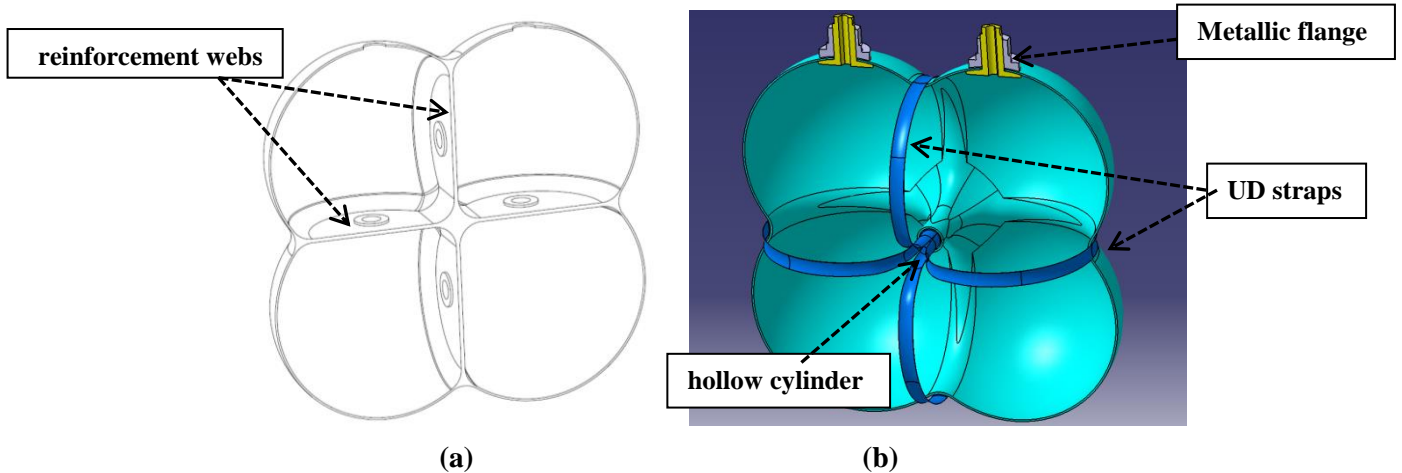 reinforcement webs
Metallic flange
UD straps
hollow cylinder
(a)
(b)